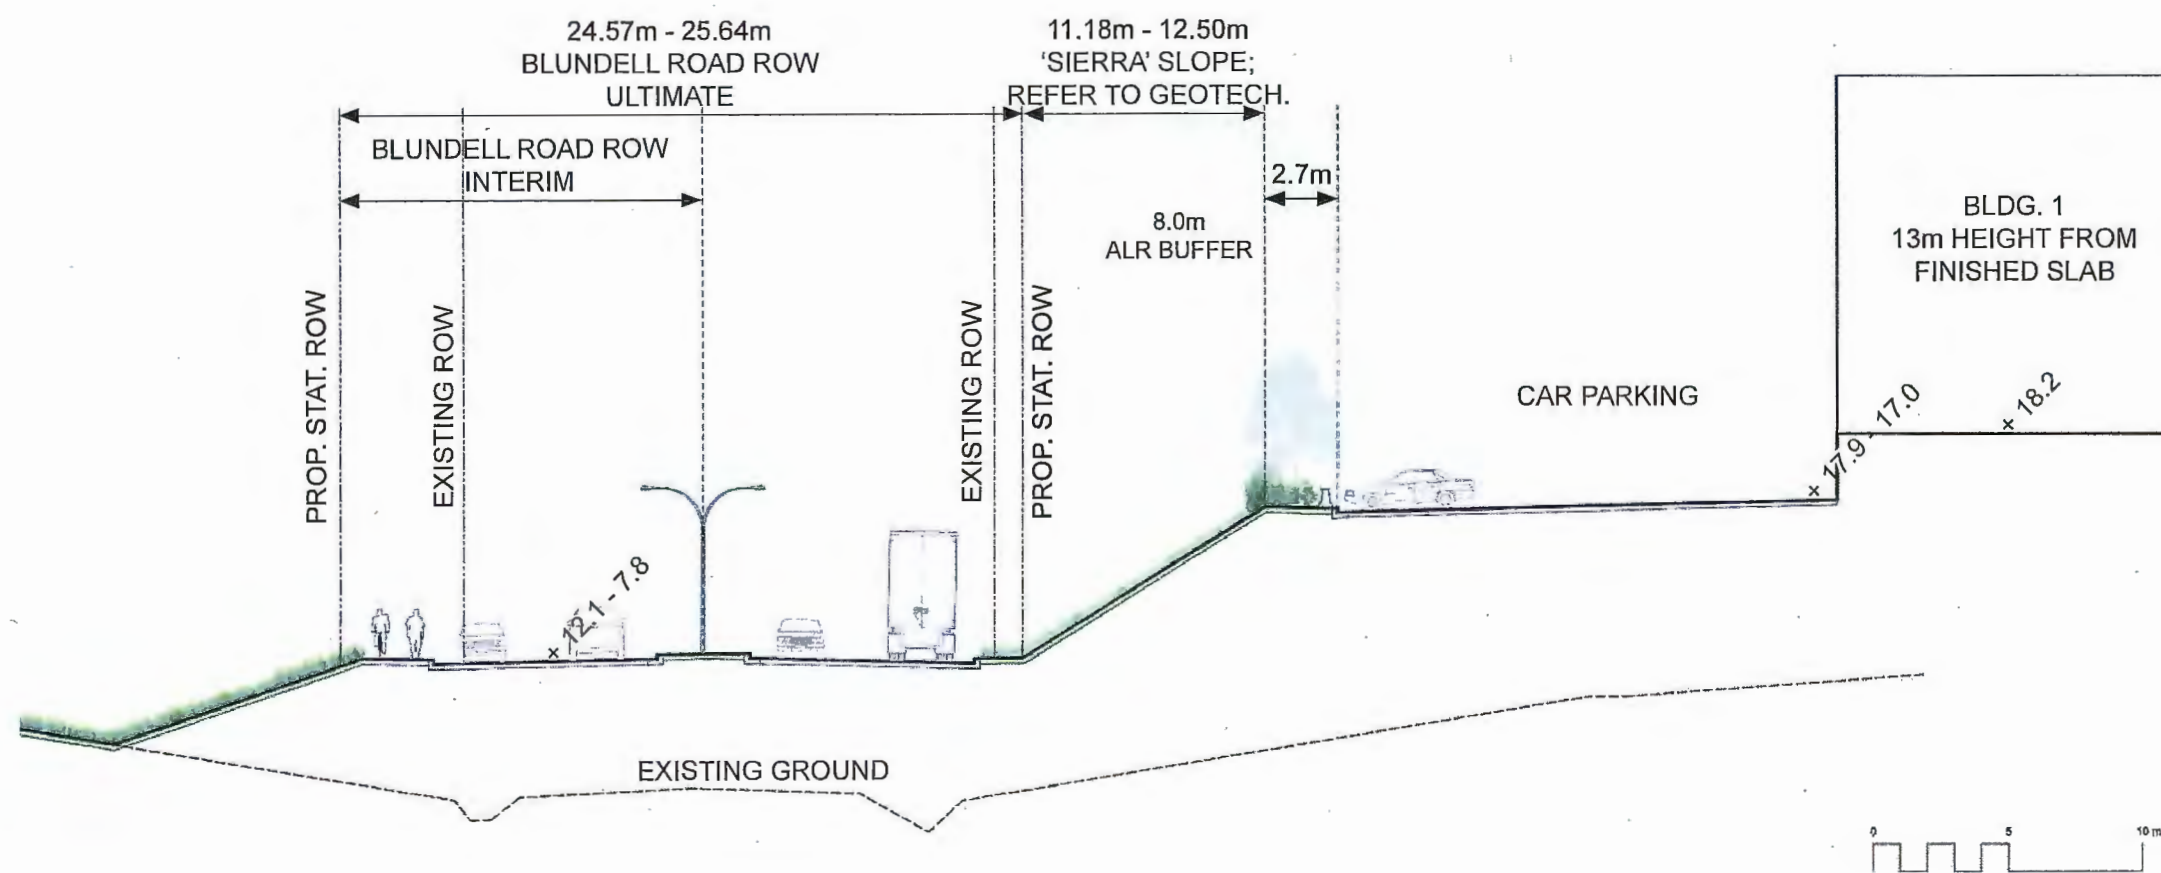 24.57m - 25.64m
BLUNDELL ROAD ROW
ULTIMATE
11.18m - 12.50m
'SIERRA' SLOPE;
REFER TO GEOTECH.
BLUNDELL ROAD ROW
INTERIM
2.7m
8.0m
ALR BUFFER
BLDG. 1
13m HEIGHT FROM
FINISHED SLAB
PROP. STAT. ROW
EXISTING ROW
EXISTING ROW
PROP. STAT. ROW
CAR PARKING
17.9 - 17.0
18.2
12.1 - 7.8
EXISTING GROUND
0 5 10 m